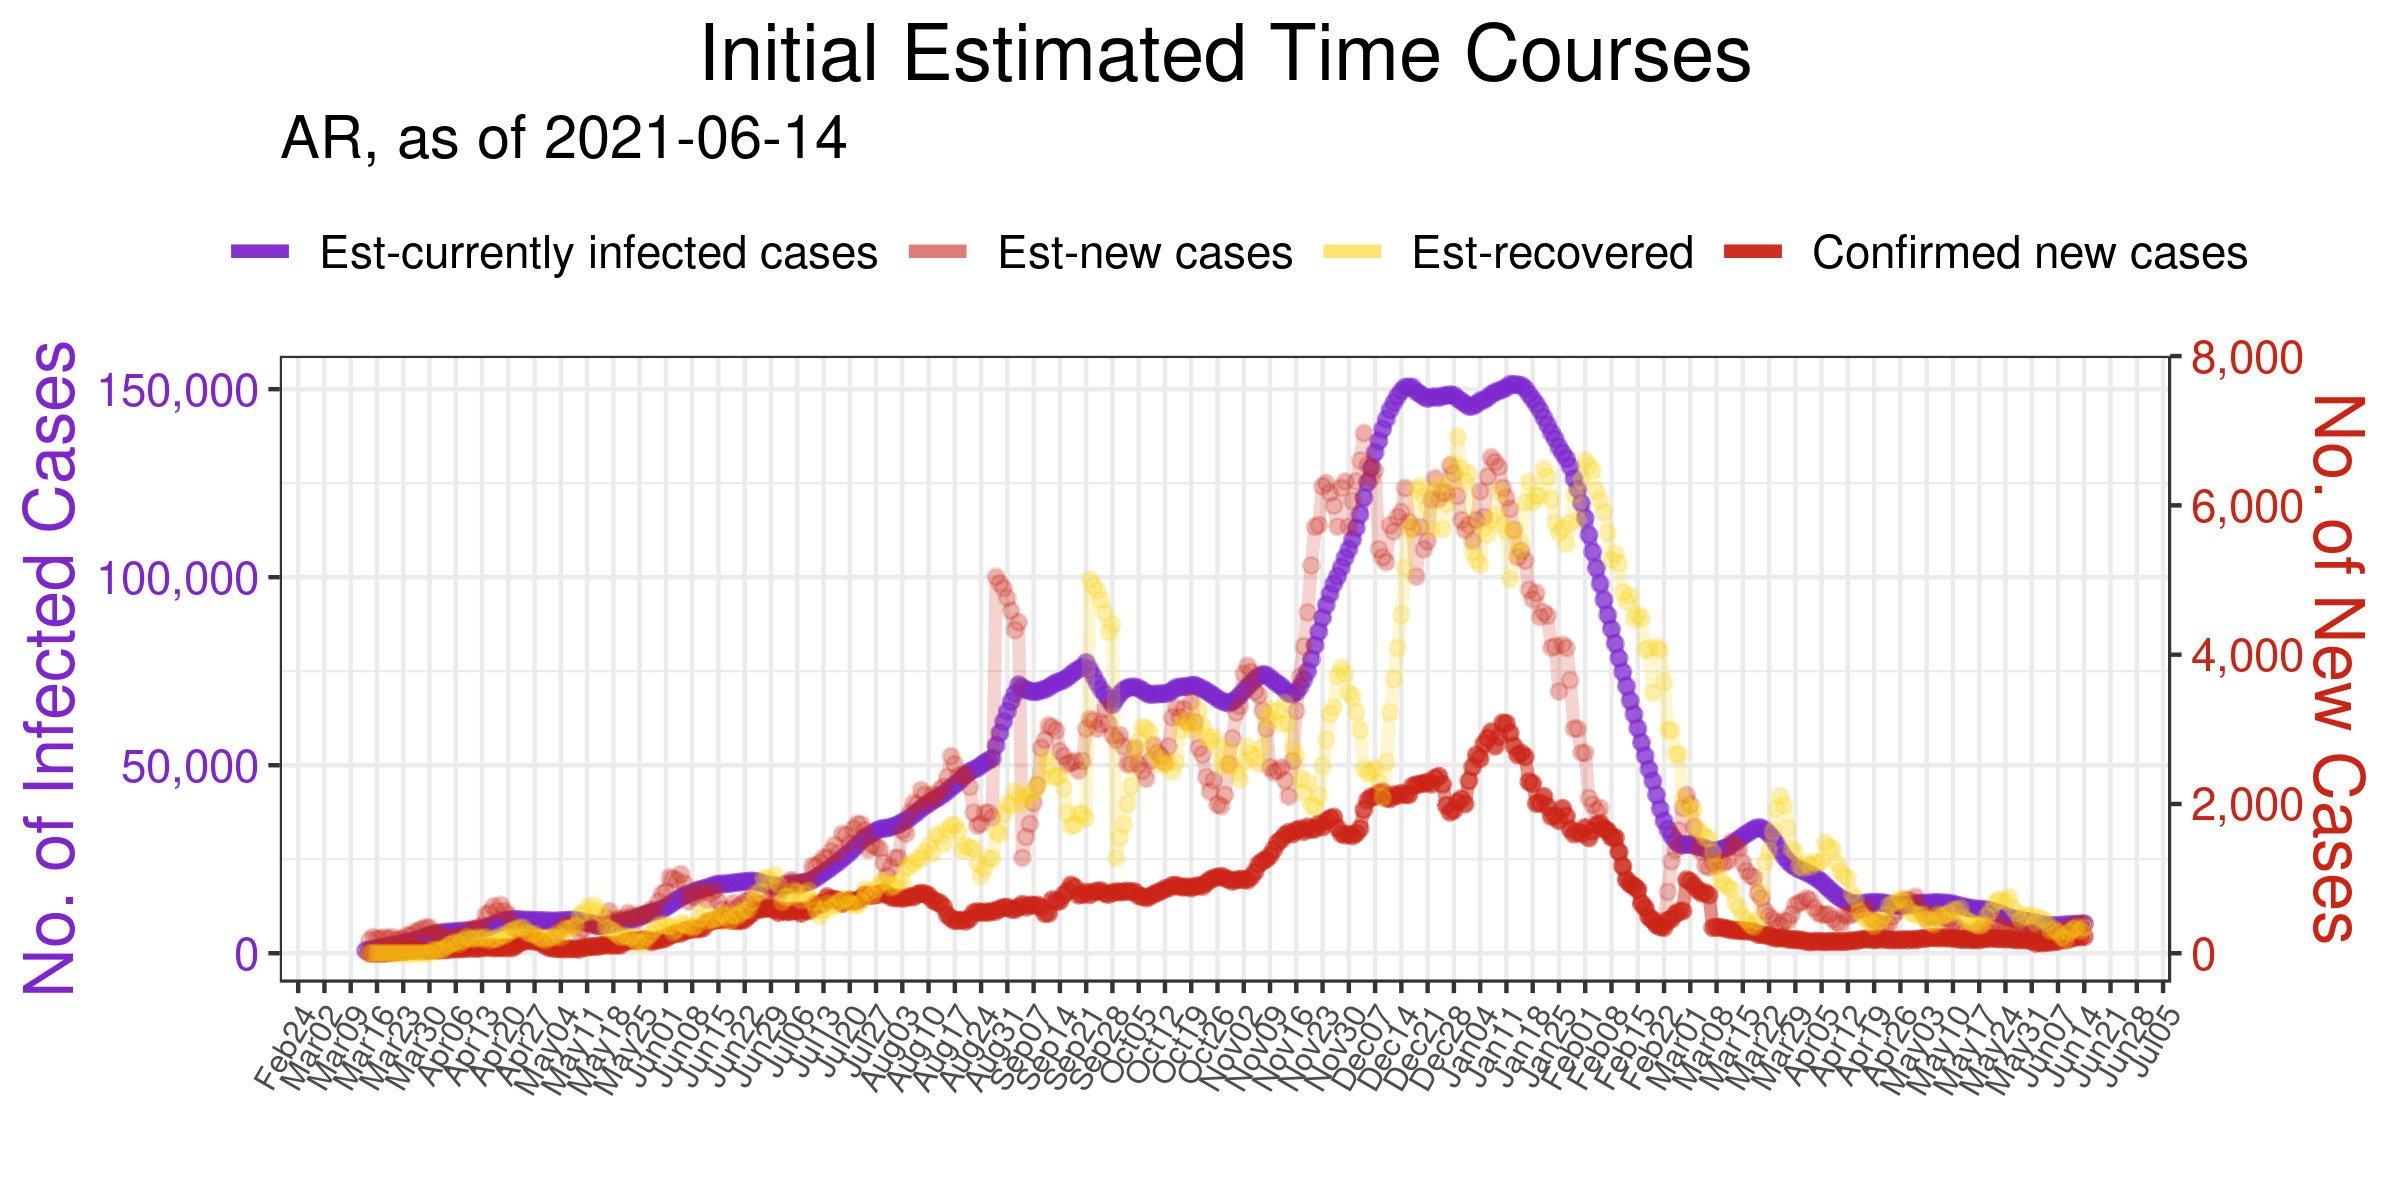 Initial Estimated Time Courses
AR, as of 2021-06-14
Est-currently infected cases Est-new cases Est-recovered Confirmed new cases
No. of Infected Cases
150,000
100,000
50,000
0
8,000
6,000
4,000
2,000
0
No. of New Cases
Feb24 Mar02 Mar09 Mar16 Mar23 Mar30 Apr06 Apr13 Apr20 Apr27 May04 May11 May18 May25 Jun01 Jun08 Jun15 Jun22 Jun29 Jul06 Jul13 Jul20 Jul27 Aug03 Aug10 Aug17 Aug24 Aug31 Sep07 Sep14 Sep21 Sep28 Oct05 Oct12 Oct19 Oct26 Nov02 Nov09 Nov16 Nov23 Nov30 Dec07 Dec14 Dec21 Dec28 Jan04 Jan11 Jan18 Jan25 Feb01 Feb08 Feb15 Feb22 Mar01 Mar08 Mar15 Mar22 Mar29 Apr05 Apr12 Apr19 Apr26 May03 May10 May17 May24 May31 Jun07 Jun14 Jun21 Jun28 Jul05